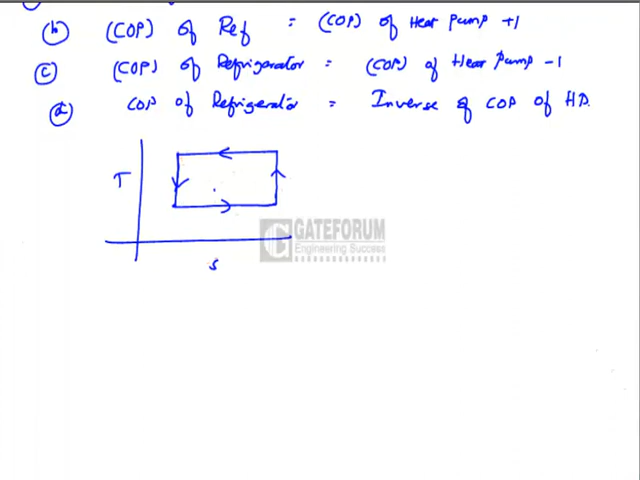 (b) (COP) of Ref = (COP) of Heat Pump +1
(c) (COP) of Refrigerator = (COP) of Heat Pump -1
(d) COP of Refrigerator = Inverse of COP of HP.
T
GATEFORUM
Engineering Success
s